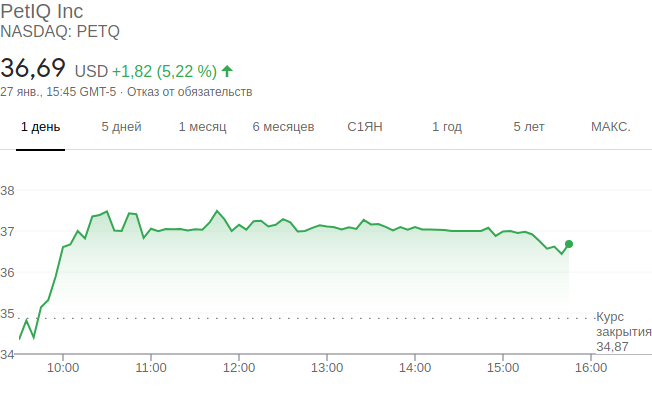 PetIQ Inc
NASDAQ: PETQ
36,69 USD +1,82 (5,22 %)
27 янв., 15:45 GMT-5 · Отказ от обязательств
1 день 5 дней 1 месяц 6 месяцев С1ЯН 1 год 5 лет МАКС.
38
37
36
35
Курс
закрытия
34,87
34
10:00 11:00 12:00 13:00 14:00 15:00 16:00